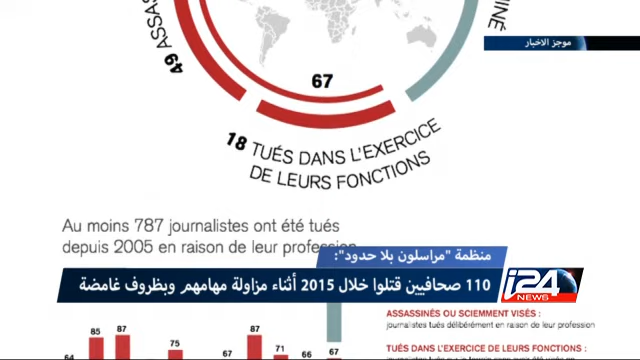 49 ASSAS
67
18 TUÉS DANS L'EXERCICE
DE LEURS FONCTIONS
INÉ
موجز الاخبار
Au moins 787 journalistes ont été tués
depuis 2005 en raison de leur profession
منظمة "مراسلون بلا حدود":
110 صحافيين قتلوا خلال 2015 أثناء مزاولة مهامهم وبظروف غامضة
i24
NEWS
ASSASSINÉS OU SCIEMMENT VISÉS :
journalistes tués délibérément en raison de leur profession
TUÉS DANS L'EXERCICE DE LEURS FONCTIONS :
64 85 87 75 67 87 71 66 67